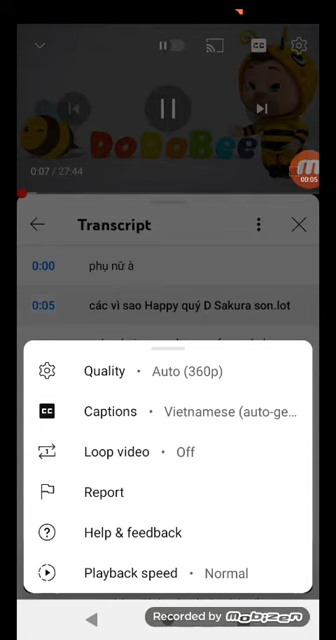 DoDoBee
0:07 / 27:44
00:05
Transcript
0:00 phụ nữ à
0:05 các vì sao Happy quý D Sakura son.lot
Quality • Auto (360p)
Captions • Vietnamese (auto-ge...
Loop video • Off
Report
Help & feedback
Playback speed • Normal
Recorded by MOBIZEN